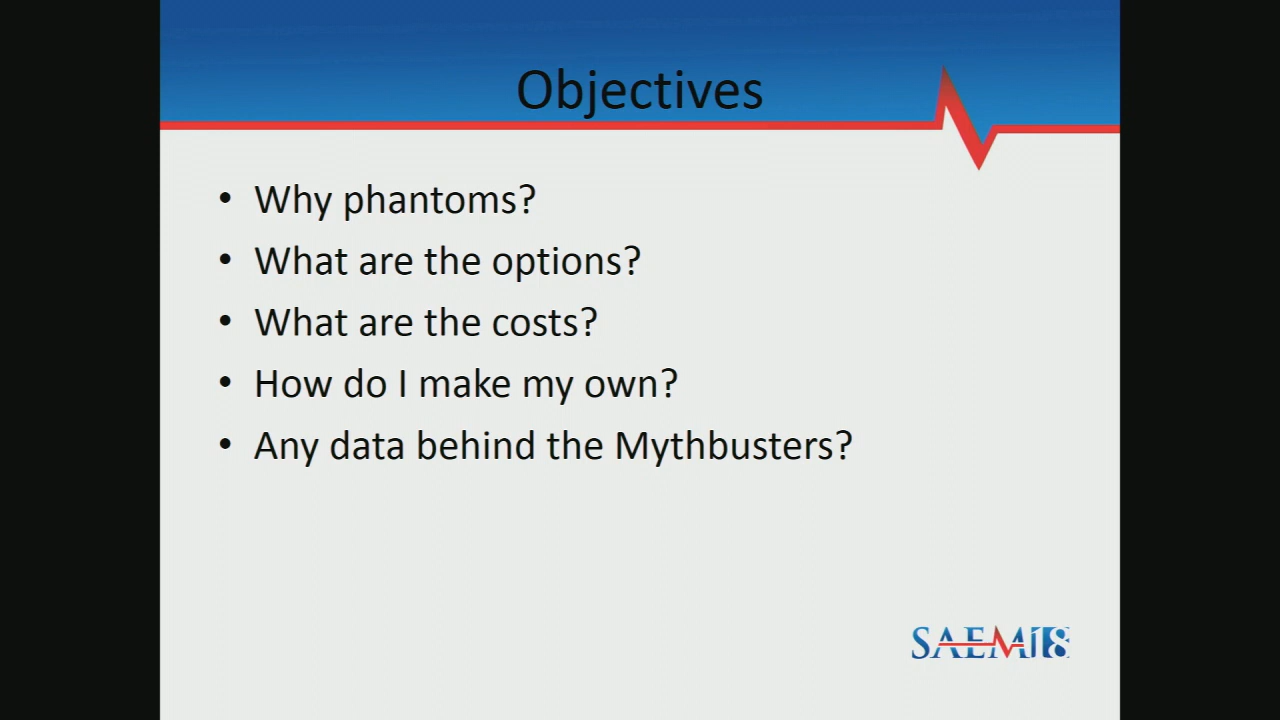 Objectives
• Why phantoms?
• What are the options?
• What are the costs?
• How do I make my own?
• Any data behind the Mythbusters?
SAEM18